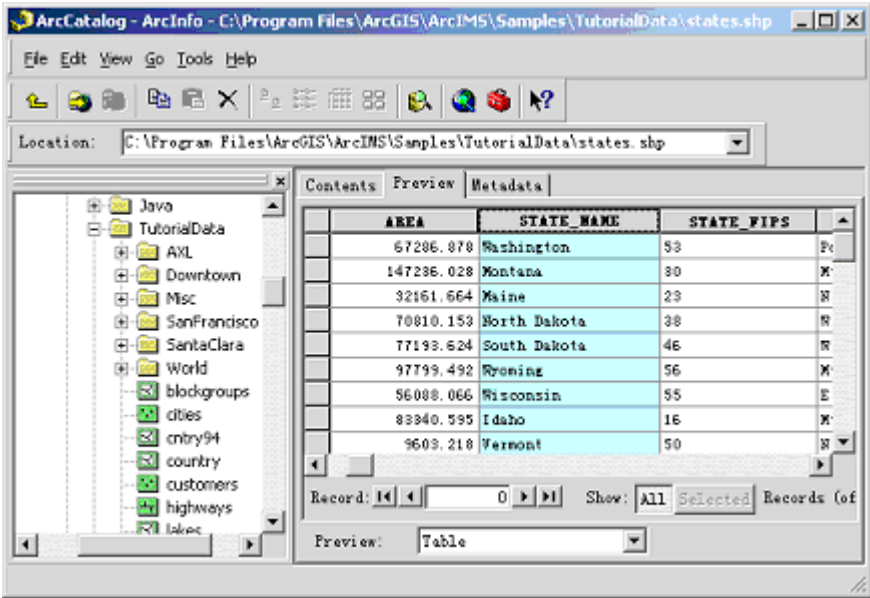 ArcCatalog - ArcInfo - C:\Program Files\ArcGIS\ArcIMS\Samples\TutorialData\states.shp
File Edit View Go Tools Help
Location: C:\Program Files\ArcGIS\ArcIMS\Samples\TutorialData\states.shp
Java
TutorialData
AXL
Downtown
Misc
SanFrancisco
SantaClara
World
blockgroups
cities
cntry94
country
customers
highways
lakes
Contents Preview Metadata
AREA STATE_NAME STATE_FIPS
67286.878 Washington 53
147236.028 Montana 30
32161.664 Maine 23
70810.153 North Dakota 38
77193.624 South Dakota 46
97799.492 Wyoming 56
56088.066 Wisconsin 55
83340.595 Idaho 16
9603.218 Vermont 50
Record: 0 Show: All Selected Records (of
Preview: Table